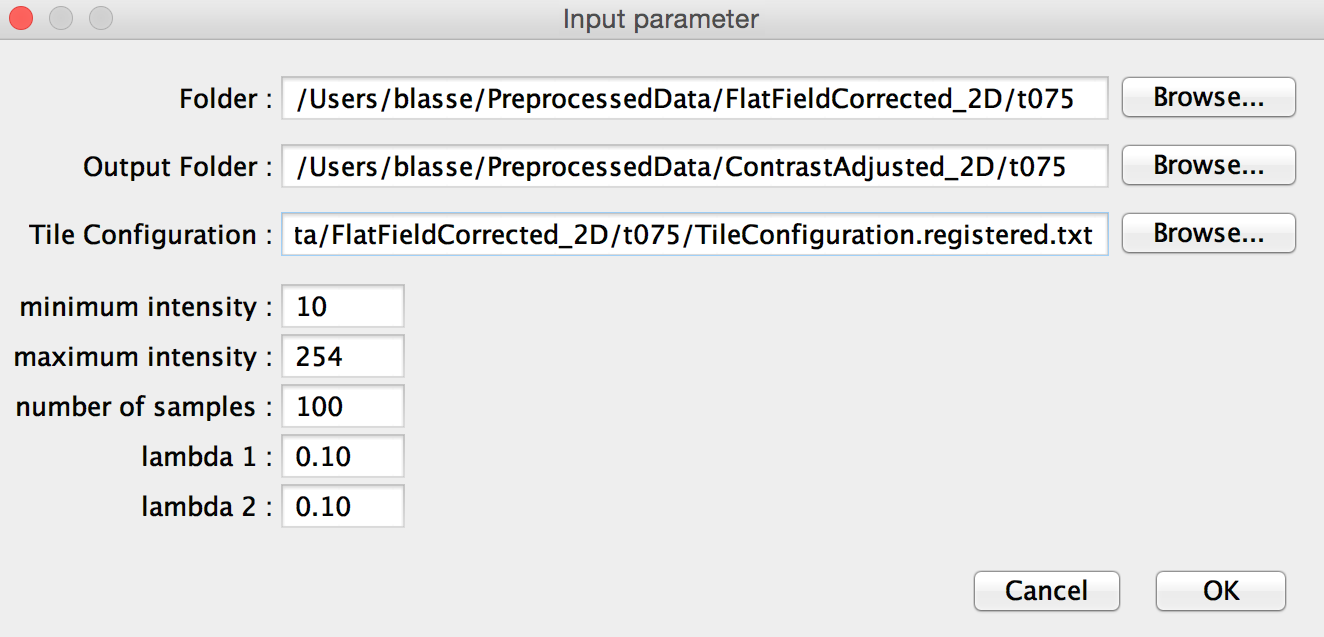 Input parameter
Folder : /Users/blasse/PreprocessedData/FlatFieldCorrected_2D/t075 Browse...
Output Folder : /Users/blasse/PreprocessedData/ContrastAdjusted_2D/t075 Browse...
Tile Configuration : ta/FlatFieldCorrected_2D/t075/TileConfiguration.registered.txt Browse...
minimum intensity : 10
maximum intensity : 254
number of samples : 100
lambda 1 : 0.10
lambda 2 : 0.10
Cancel OK